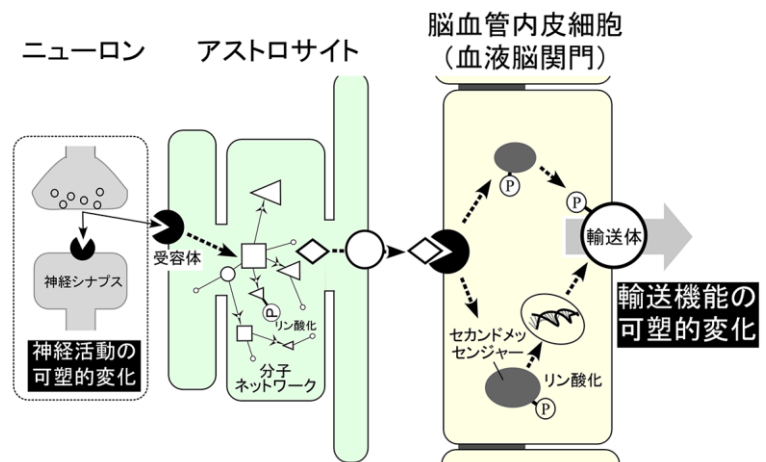 ニューロン
アストロサイト
脳血管内皮細胞
（血液脳関門）
受容体
神経シナプス
神経活動の
可塑的変化
P
リン酸化
分子
ネットワーク
P
P
輸送体
輸送機能の
可塑的変化
セカンドメッ
センジャー
リン酸化
P